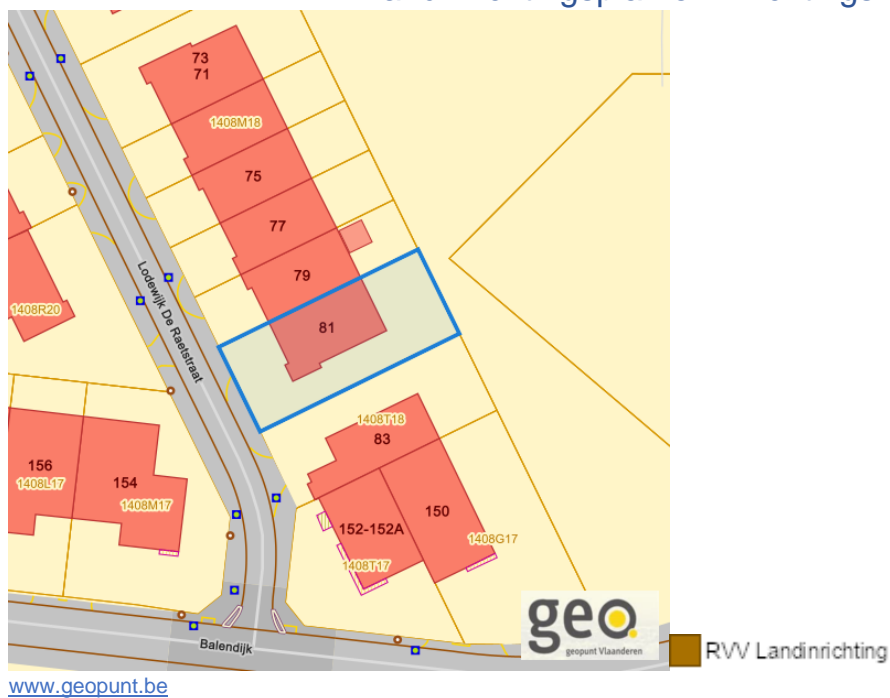 73
71
1408M18
75
77
79
81
Lodewijk De Raetstraat
1408R20
1408T18
83
156
1408L17
154
1408M17
152-152A
150
1408T17
1408G17
geo
geopunt Vlaanderen
Balendijk
RVV Landinrichting
www.geopunt.be